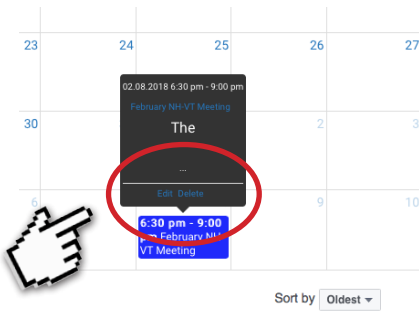 23 24 25 26 27
02.08.2018 6:30 pm - 9:00 pm
February NH-VT Meeting
The
...
30 2 3
Edit Delete
6 9 10
6:30 pm - 9:00
pm February NH-
VT Meeting
Sort by Oldest